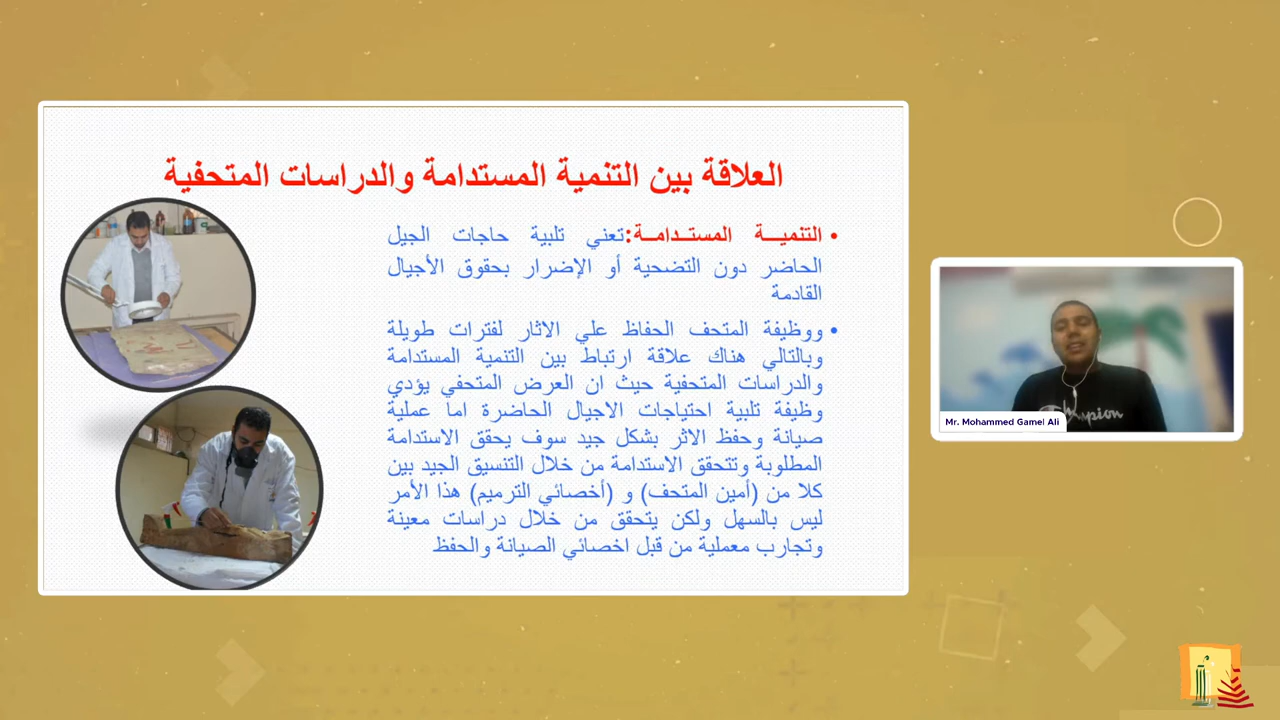 العلاقة بين التنمية المستدامة والدراسات المتحفية
• التنميـــة المستـدامــة:تعني تلبية حاجات الجيل
الحاضر دون التضحية أو الإضرار بحقوق الأجيال
القادمة
• ووظيفة المتحف الحفاظ علي الاثار لفترات طويلة
وبالتالي هناك علاقة ارتباط بين التنمية المستدامة
والدراسات المتحفية حيث ان العرض المتحفي يؤدي
وظيفة تلبية احتياجات الاجيال الحاضرة اما عملية
صيانة وحفظ الاثر بشكل جيد سوف يحقق الاستدامة
المطلوبة وتتحقق الاستدامة من خلال التنسيق الجيد بين
كلا من (أمين المتحف) و (أخصائي الترميم) هذا الأمر
ليس بالسهل ولكن يتحقق من خلال دراسات معينة
وتجارب معملية من قبل اخصائي الصيانة والحفظ
Champion
Mr. Mohammed Gamel Ali